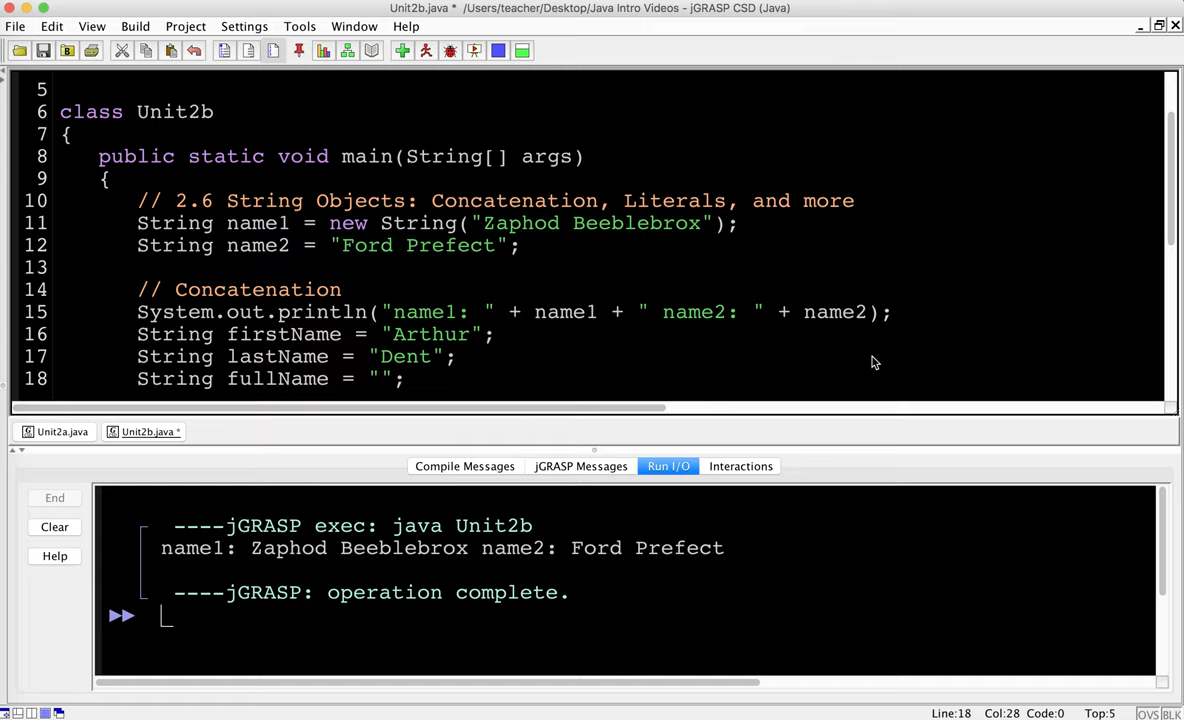 Unit2b.java * /Users/teacher/Desktop/Java Intro Videos - jGRASP CSD (Java)
File Edit View Build Project Settings Tools Window Help
5
6 class Unit2b
7 {
8 public static void main(String[] args)
9 {
10 // 2.6 String Objects: Concatenation, Literals, and more
11 String name1 = new String("Zaphod Beeblebrox");
12 String name2 = "Ford Prefect";
13
14 // Concatenation
15 System.out.println("name1: " + name1 + " name2: " + name2);
16 String firstName = "Arthur";
17 String lastName = "Dent";
18 String fullName = "";
Unit2a.java Unit2b.java *
Compile Messages jGRASP Messages Run I/O Interactions
End
Clear
Help
----jGRASP exec: java Unit2b
name1: Zaphod Beeblebrox name2: Ford Prefect
----jGRASP: operation complete.
Line:18 Col:28 Code:0 Top:5 OVS BLK